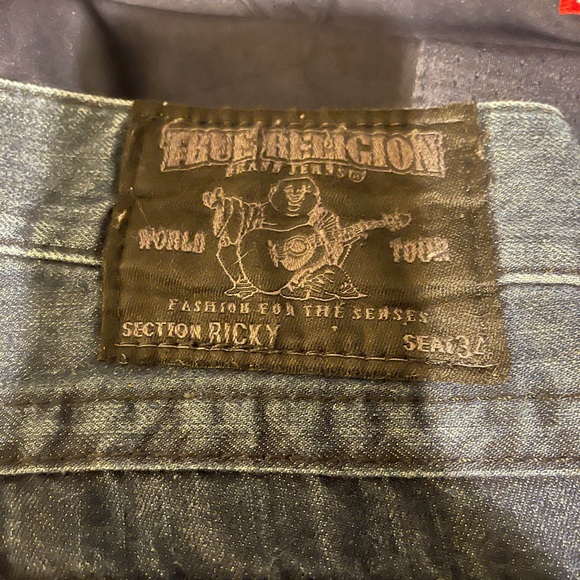 TRUE RELIGION
BRAND JEANS
WORLD TOUR
FASHION FOR THE SENSES
SECTION RICKY SEAT 34